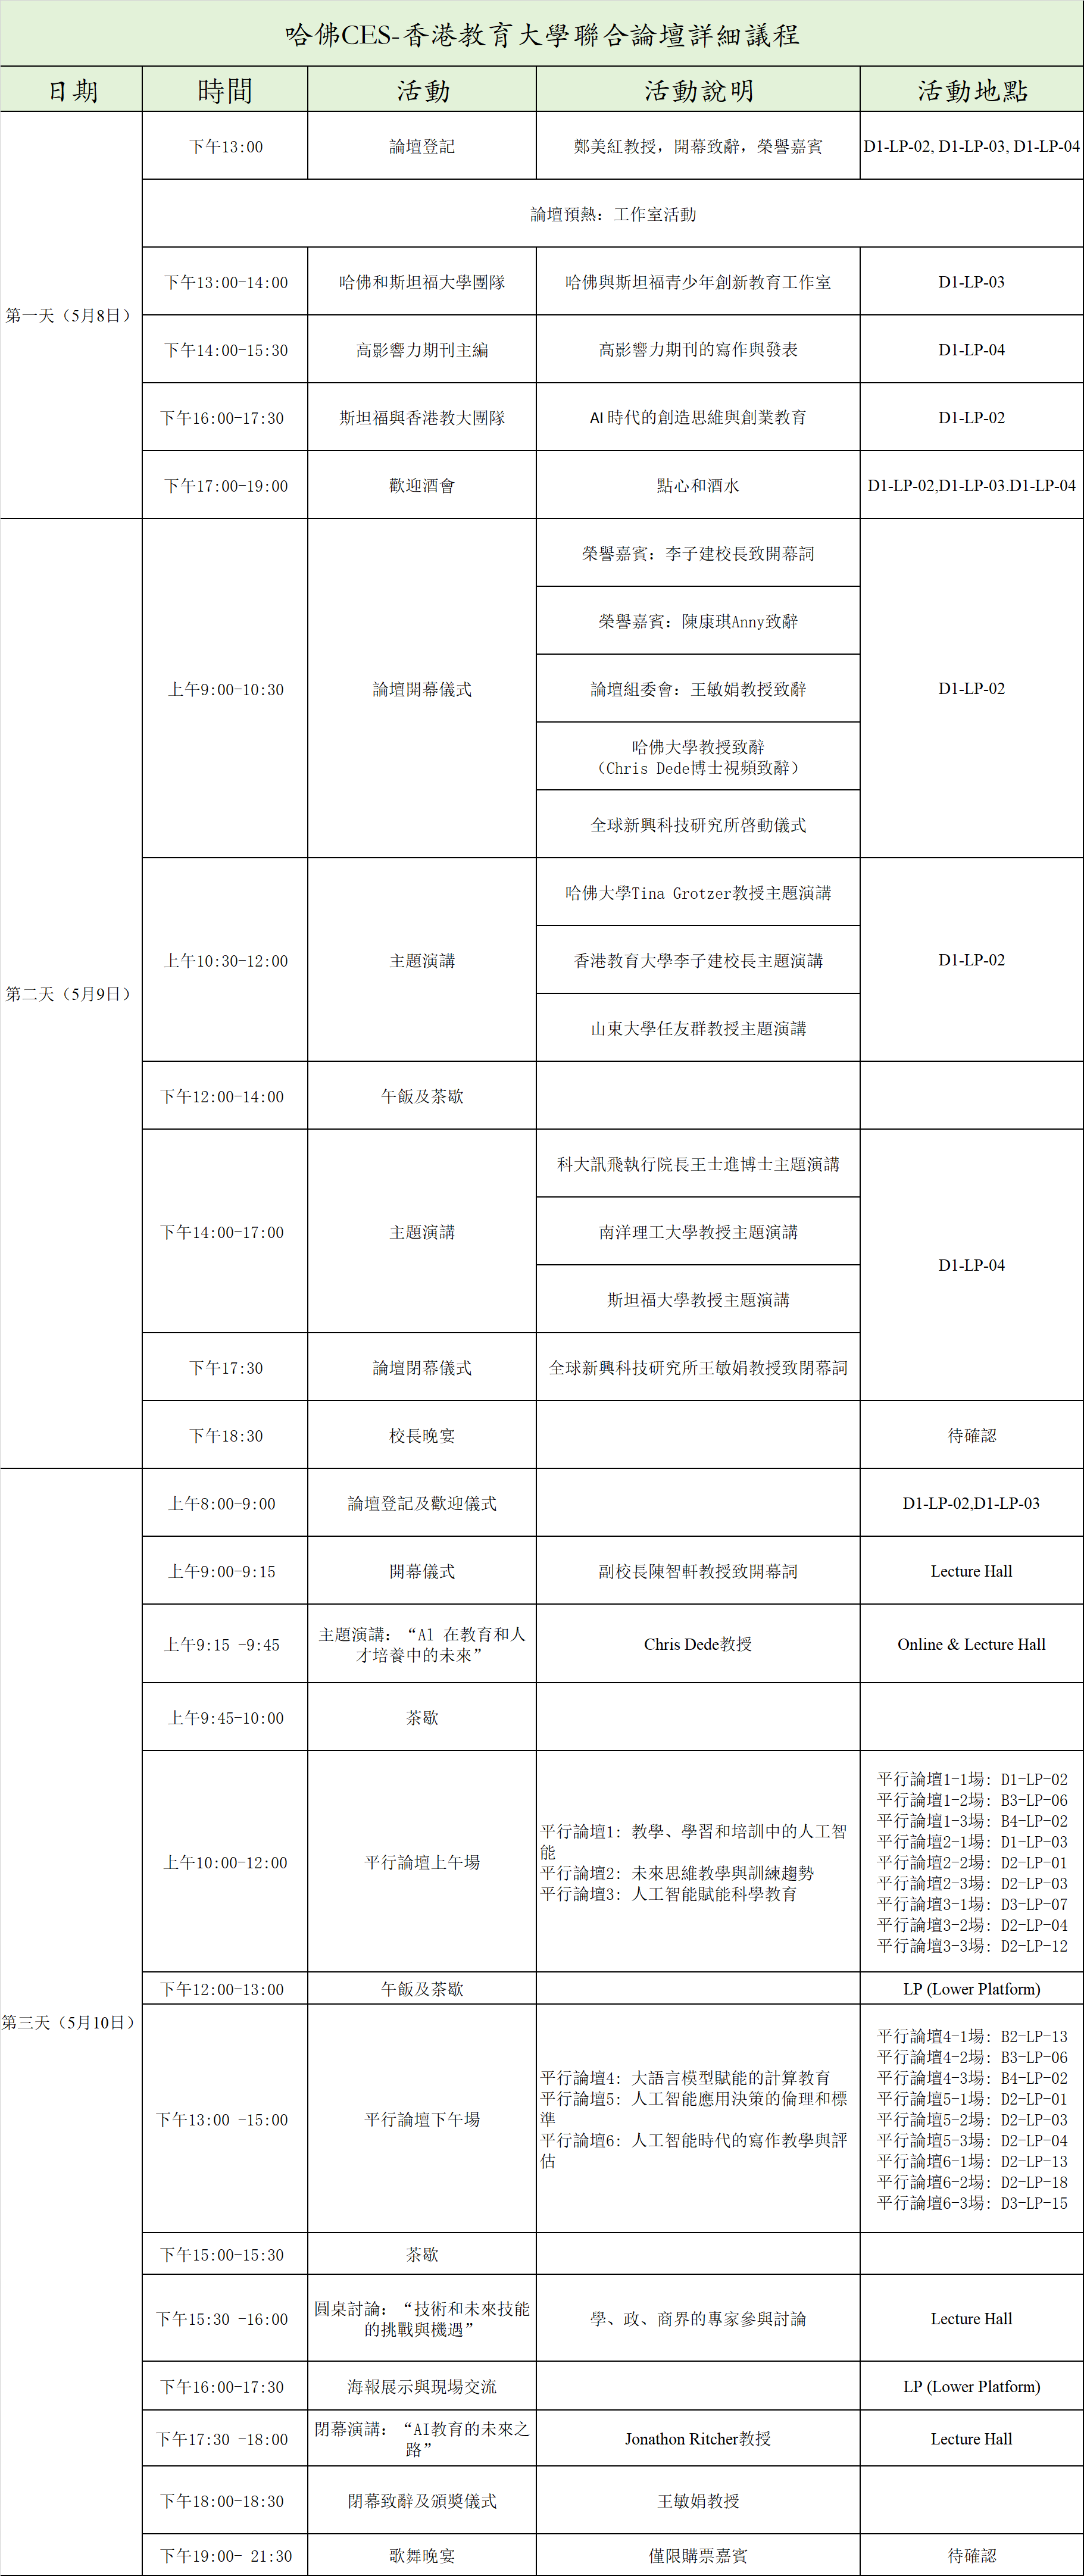 哈佛CES-香港教育大學聯合論壇詳細議程
日期 時間 活動 活動說明 活動地點
第一天（5月8日）
下午13:00 論壇登記 鄭美紅教授，開幕致辭，榮譽嘉賓 D1-LP-02, D1-LP-03, D1-LP-04
論壇預熱：工作室活動
下午13:00-14:00 哈佛和斯坦福大學團隊 哈佛與斯坦福青少年創新教育工作室 D1-LP-03
下午14:00-15:30 高影響力期刊主編 高影響力期刊的寫作與發表 D1-LP-04
下午16:00-17:30 斯坦福與香港教大團隊 AI 時代的創造思維與創業教育 D1-LP-02
下午17:00-19:00 歡迎酒會 點心和酒水 D1-LP-02,D1-LP-03.D1-LP-04
第二天（5月9日）
上午9:00-10:30 論壇開幕儀式
榮譽嘉賓：李子建校長致開幕詞
榮譽嘉賓：陳康琪Anny致辭
論壇組委會：王敏娟教授致辭
哈佛大學教授致辭
（Chris Dede博士視頻致辭）
全球新興科技研究所啓動儀式
D1-LP-02
上午10:30-12:00 主題演講
哈佛大學Tina Grotzer教授主題演講
香港教育大學李子建校長主題演講
山東大學任友群教授主題演講
D1-LP-02
下午12:00-14:00 午飯及茶歇
下午14:00-17:00 主題演講
科大訊飛執行院長王士進博士主題演講
南洋理工大學教授主題演講
斯坦福大學教授主題演講
D1-LP-04
下午17:30 論壇閉幕儀式 全球新興科技研究所王敏娟教授致閉幕詞
下午18:30 校長晚宴 待確認
第三天（5月10日）
上午8:00-9:00 論壇登記及歡迎儀式 D1-LP-02,D1-LP-03
上午9:00-9:15 開幕儀式 副校長陳智軒教授致開幕詞 Lecture Hall
上午9:15 -9:45
主題演講：“Al 在教育和人
才培養中的未來”
Chris Dede教授 Online & Lecture Hall
上午9:45-10:00 茶歇
上午10:00-12:00 平行論壇上午場
平行論壇1: 教學、學習和培訓中的人工智
能
平行論壇2: 未來思維教學與訓練趨勢
平行論壇3: 人工智能賦能科學教育
平行論壇1-1場: D1-LP-02
平行論壇1-2場: B3-LP-06
平行論壇1-3場: B4-LP-02
平行論壇2-1場: D1-LP-03
平行論壇2-2場: D2-LP-01
平行論壇2-3場: D2-LP-03
平行論壇3-1場: D3-LP-07
平行論壇3-2場: D2-LP-04
平行論壇3-3場: D2-LP-12
下午12:00-13:00 午飯及茶歇 LP (Lower Platform)
下午13:00 -15:00 平行論壇下午場
平行論壇4: 大語言模型賦能的計算教育
平行論壇5: 人工智能應用決策的倫理和標
準
平行論壇6: 人工智能時代的寫作教學與評
估
平行論壇4-1場: B2-LP-13
平行論壇4-2場: B3-LP-06
平行論壇4-3場: B4-LP-02
平行論壇5-1場: D2-LP-01
平行論壇5-2場: D2-LP-03
平行論壇5-3場: D2-LP-04
平行論壇6-1場: D2-LP-13
平行論壇6-2場: D2-LP-18
平行論壇6-3場: D3-LP-15
下午15:00-15:30 茶歇
下午15:30 -16:00
圓桌討論：“技術和未來技能
的挑戰與機遇”
學、政、商界的專家參與討論 Lecture Hall
下午16:00-17:30 海報展示與現場交流 LP (Lower Platform)
下午17:30 -18:00
閉幕演講：“AI教育的未來之
路”
Jonathon Ritcher教授 Lecture Hall
下午18:00-18:30 閉幕致辭及頒獎儀式 王敏娟教授
下午19:00- 21:30 歌舞晚宴 僅限購票嘉賓 待確認